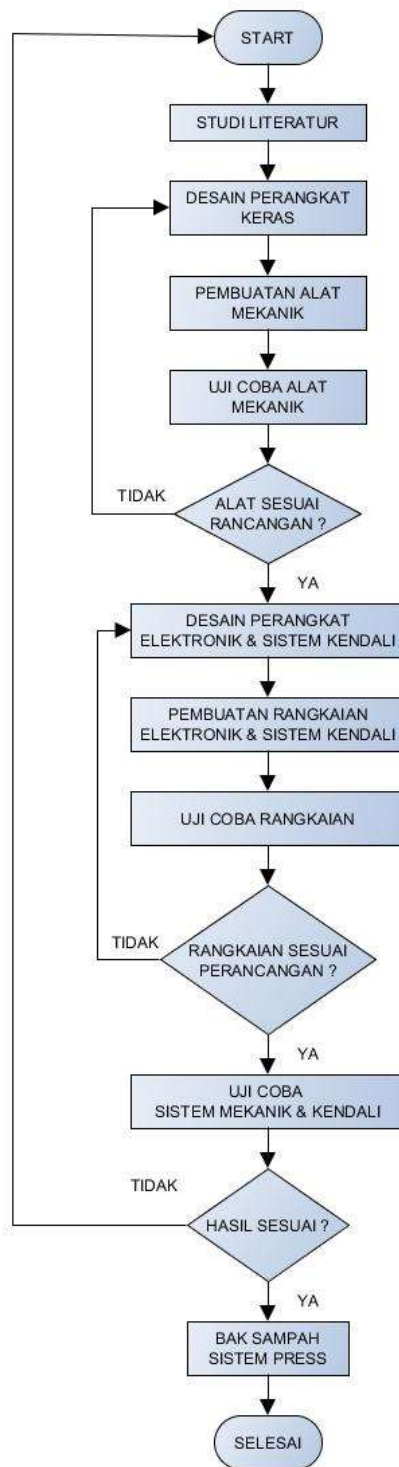 START
STUDI LITERATUR
DESAIN PERANGKAT
KERAS
PEMBUATAN ALAT
MEKANIK
UJI COBA ALAT
MEKANIK
TIDAK
ALAT SESUAI
RANCANGAN ?
YA
DESAIN PERANGKAT
ELEKTRONIK & SISTEM KENDALI
PEMBUATAN RANGKAIAN
ELEKTRONIK & SISTEM KENDALI
UJI COBA RANGKAIAN
TIDAK
RANGKAIAN SESUAI
PERANCANGAN ?
YA
UJI COBA
SISTEM MEKANIK & KENDALI
TIDAK
HASIL SESUAI ?
YA
BAK SAMPAH
SISTEM PRESS
SELESAI